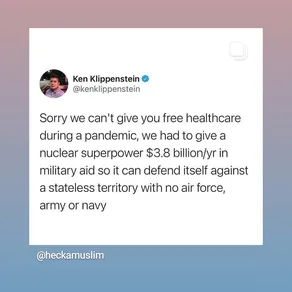 Ken Klippenstein
@kenklippenstein
Sorry we can't give you free healthcare
during a pandemic, we had to give a
nuclear superpower $3.8 billion/yr in
military aid so it can defend itself against
a stateless territory with no air force,
army or navy
@heckamuslim